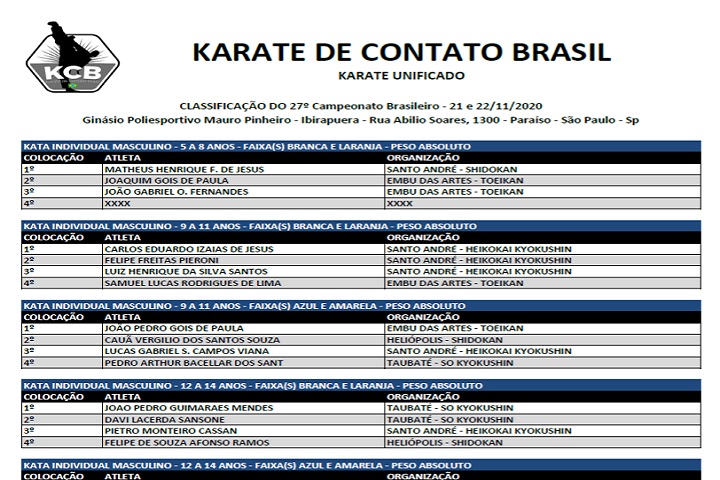 KCB
KARATE DE CONTATO BRASIL
KARATE UNIFICADO
CLASSIFICAÇÃO DO 27º Campeonato Brasileiro - 21 e 22/11/2020
Ginásio Poliesportivo Mauro Pinheiro - Ibirapuera - Rua Abilio Soares, 1300 - Paraíso - São Paulo - Sp
KATA INDIVIDUAL MASCULINO - 5 A 8 ANOS - FAIXA(S) BRANCA E LARANJA - PESO ABSOLUTO
COLOCAÇÃO ATLETA ORGANIZAÇÃO
1º MATHEUS HENRIQUE F. DE JESUS SANTO ANDRÉ - SHIDOKAN
2º JOAQUIM GOIS DE PAULA EMBU DAS ARTES - TOEIKAN
3º JOÃO GABRIEL O. FERNANDES EMBU DAS ARTES - TOEIKAN
4º XXXX XXXX
KATA INDIVIDUAL MASCULINO - 9 A 11 ANOS - FAIXA(S) BRANCA E LARANJA - PESO ABSOLUTO
COLOCAÇÃO ATLETA ORGANIZAÇÃO
1º CARLOS EDUARDO IZAIAS DE JESUS SANTO ANDRÉ - HEIKOKAI KYOKUSHIN
2º FELIPE FREITAS PIERONI SANTO ANDRÉ - HEIKOKAI KYOKUSHIN
3º LUIZ HENRIQUE DA SILVA SANTOS SANTO ANDRÉ - HEIKOKAI KYOKUSHIN
4º SAMUEL LUCAS RODRIGUES DE LIMA EMBU DAS ARTES - TOEIKAN
KATA INDIVIDUAL MASCULINO - 9 A 11 ANOS - FAIXA(S) AZUL E AMARELA - PESO ABSOLUTO
COLOCAÇÃO ATLETA ORGANIZAÇÃO
1º JOÃO PEDRO GOIS DE PAULA EMBU DAS ARTES - TOEIKAN
2º CAUÃ VERGILIO DOS SANTOS SOUZA HELIÓPOLIS - SHIDOKAN
3º LUCAS GABRIEL S. CAMPOS VIANA SANTO ANDRÉ - HEIKOKAI KYOKUSHIN
4º PEDRO ARTHUR BACELLAR DOS SANT TAUBATÉ - SO KYOKUSHIN
KATA INDIVIDUAL MASCULINO - 12 A 14 ANOS - FAIXA(S) BRANCA E LARANJA - PESO ABSOLUTO
COLOCAÇÃO ATLETA ORGANIZAÇÃO
1º JOAO PEDRO GUIMARAES MENDES TAUBATÉ - SO KYOKUSHIN
2º DAVI LACERDA SANSONE TAUBATÉ - SO KYOKUSHIN
3º PIETRO MONTEIRO CASSAN SANTO ANDRÉ - HEIKOKAI KYOKUSHIN
4º FELIPE DE SOUZA AFONSO RAMOS HELIÓPOLIS - SHIDOKAN
KATA INDIVIDUAL MASCULINO - 12 A 14 ANOS - FAIXA(S) AZUL E AMARELA - PESO ABSOLUTO
COLOCAÇÃO ATLETA ORGANIZAÇÃO